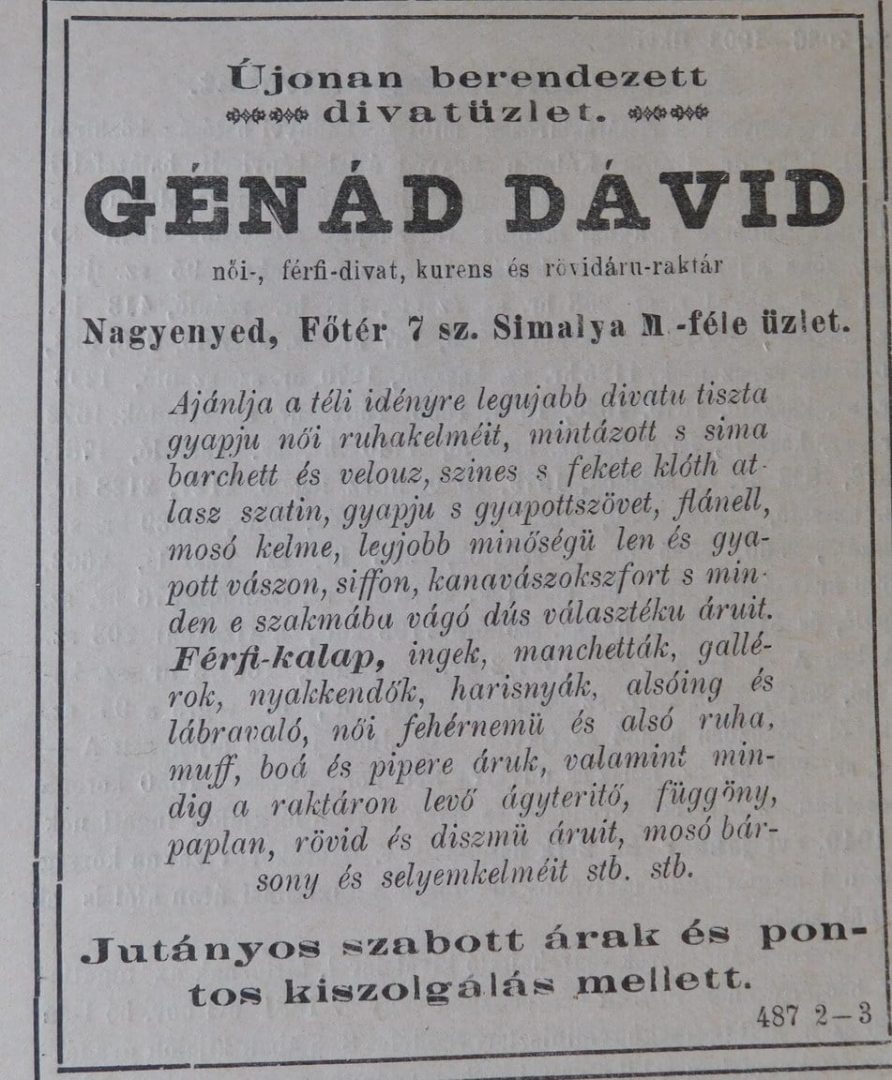 Újonan berendezett
divatüzlet.
GÉNÁD DÁVID
női-, férfi-divat, kurens és rövidáru-raktár
Nagyenyed, Főtér 7 sz. Simalya M -féle üzlet.
Ajánlja a téli idényre legujabb divatu tiszta
gyapju női ruhakelméit, mintázott s sima
barchett és velouz, szines s fekete klóth at-
lasz szatin, gyapju s gyapottszövet, flánell,
mosó kelme, legjobb minőségü len és gya-
pott vászon, siffon, kanavászokszfort s min-
den e szakmába vágó dús választéku áruit.
Férfi-kalap, ingek, manchetták, gallé-
rok, nyakkendők, harisnyák, alsóing és
lábravaló, női fehérnemü és alsó ruha,
muff, boá és pipere áruk, valamint min-
dig a raktáron levő ágyteritő, függöny,
paplan, rövid és diszmü áruit, mosó bár-
sony és selyemkelméit stb. stb.
Jutányos szabott árak és pon-
tos kiszolgálás mellett.
487 2–3